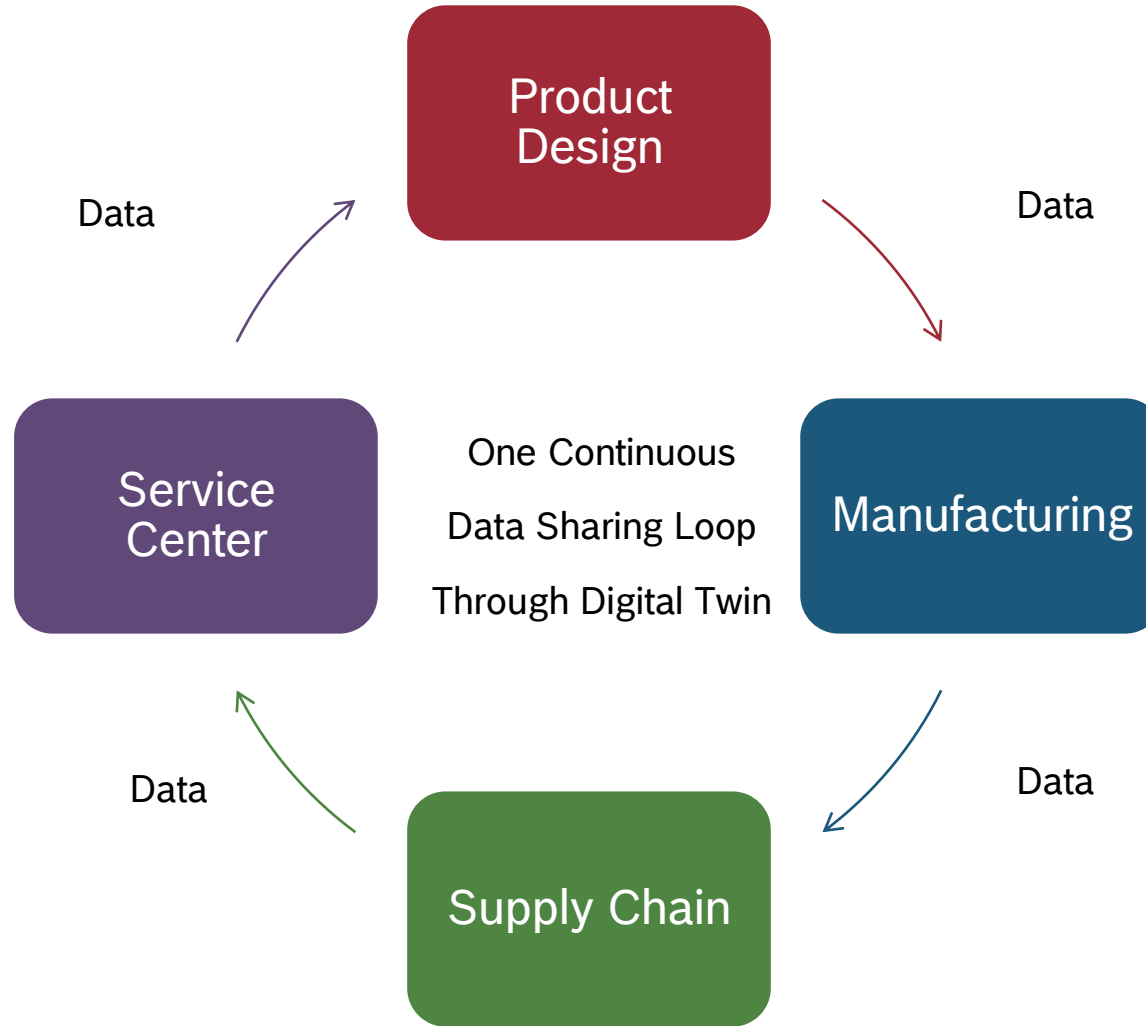 Product
Design
Data
Data
Service
Center
One Continuous
Data Sharing Loop
Through Digital Twin
Manufacturing
Data
Data
Supply Chain